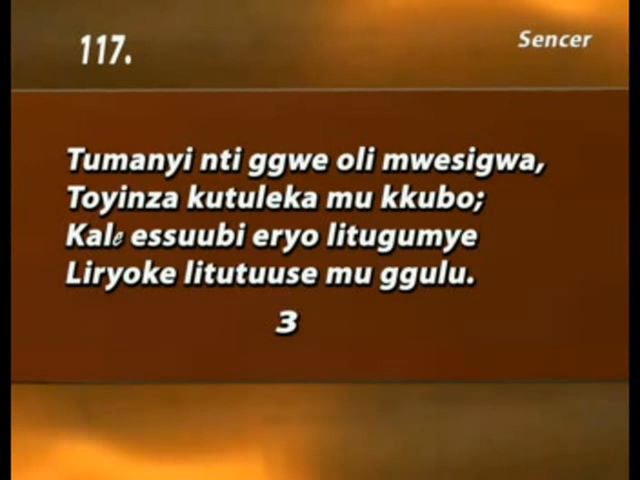 117.
Sencer
Tumanyi nti ggwe oli mwesigwa,
Toyinza kutuleka mu kkubo;
Kale essuubi eryo litugumye
Liryoke litutuuse mu ggulu.
3